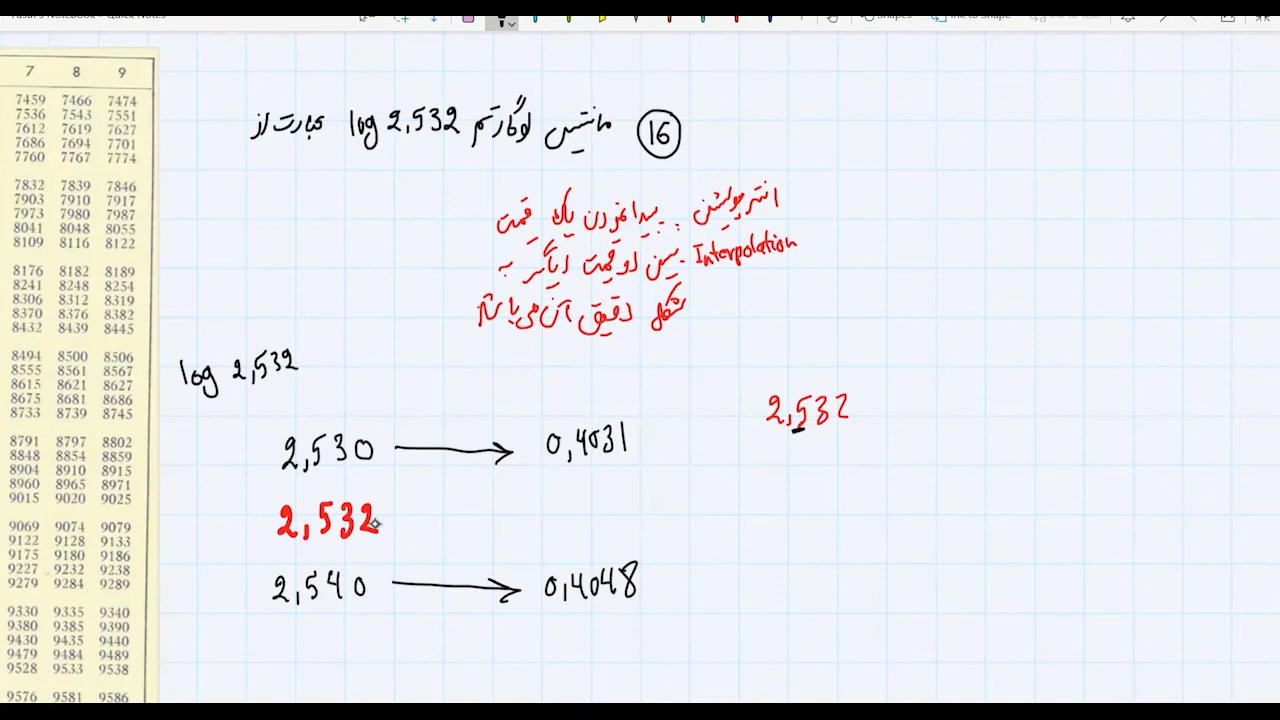 Yasar's Notebook – Quick Notes
7 8 9
7459 7466 7474
7536 7543 7551
7612 7619 7627
7686 7694 7701
7760 7767 7774
7832 7839 7846
7903 7910 7917
7973 7980 7987
8041 8048 8055
8109 8116 8122
8176 8182 8189
8241 8248 8254
8306 8312 8319
8370 8376 8382
8432 8439 8445
8494 8500 8506
8555 8561 8567
8615 8621 8627
8675 8681 8686
8733 8739 8745
8791 8797 8802
8848 8854 8859
8904 8910 8915
8960 8965 8971
9015 9020 9025
9069 9074 9079
9122 9128 9133
9175 9180 9186
9227 9232 9238
9279 9284 9289
9330 9335 9340
9380 9385 9390
9430 9435 9440
9479 9484 9489
9528 9533 9538
9576 9581 9586
16 مانتیس لوگارتم log 2,532 عبارت از
انترپولیشن: پیدا نمودن یک قیمت
Interpolation بین دو قیمت دیگر به
شکل دقیق آن می باشد
log 2,532
2,532
2,530 → 0,4031
2,532
2,540 → 0,4048